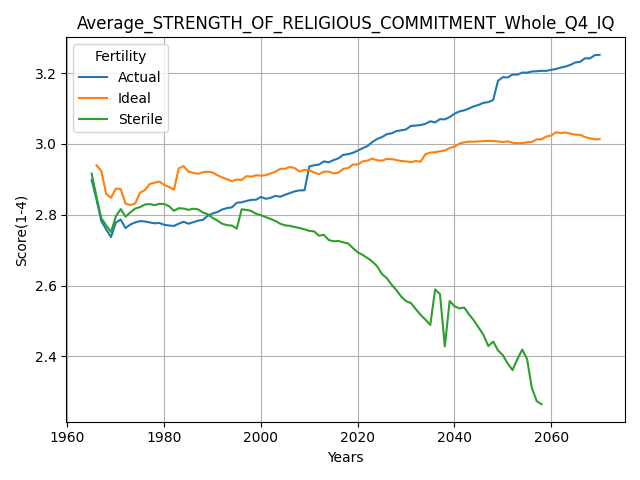 Average_STRENGTH_OF_RELIGIOUS_COMMITMENT_Whole_Q4_IQ
Fertility
Actual
Ideal
Sterile
Score(1-4)
3.2
3.0
2.8
2.6
2.4
1960 1980 2000 2020 2040 2060
Years